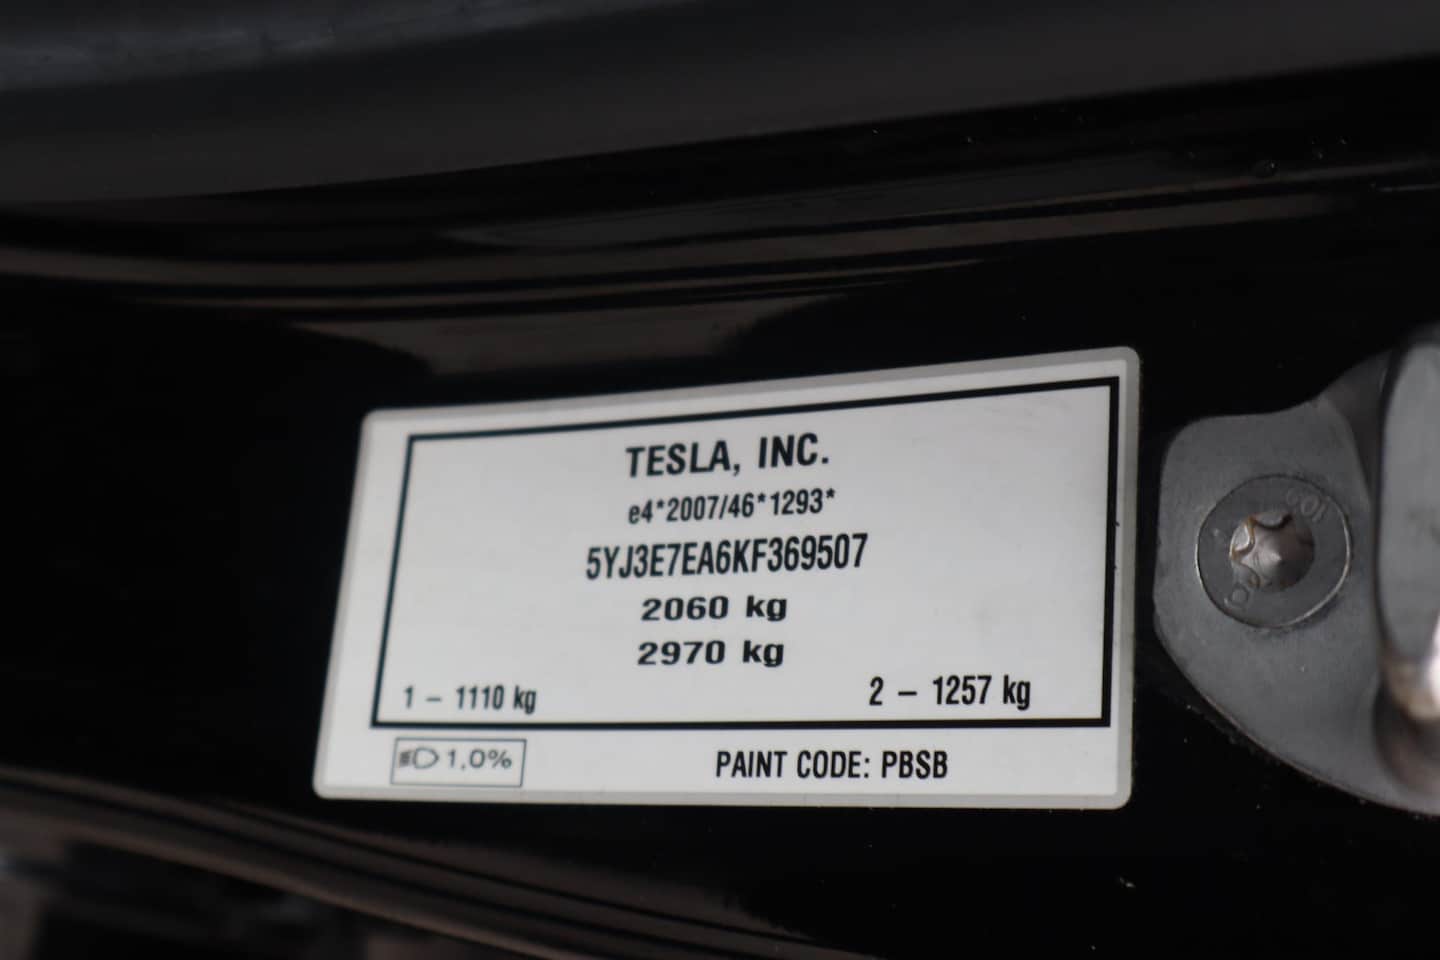 TESLA, INC.
e4*2007/46*1293*
5YJ3E7EA6KF369507
2060 kg
2970 kg
1 – 1110 kg
2 – 1257 kg
1,0%
PAINT CODE: PBSB